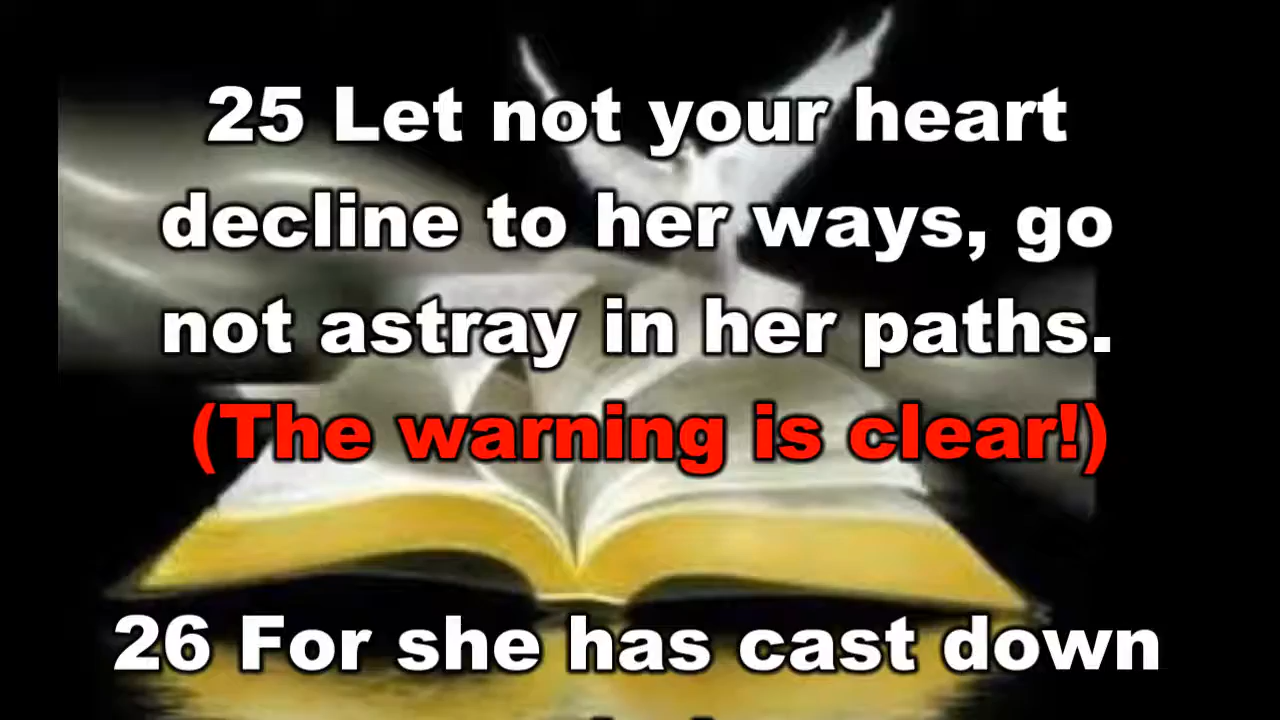 25 Let not your heart
decline to her ways, go
not astray in her paths.
(The warning is clear!)
26 For she has cast down